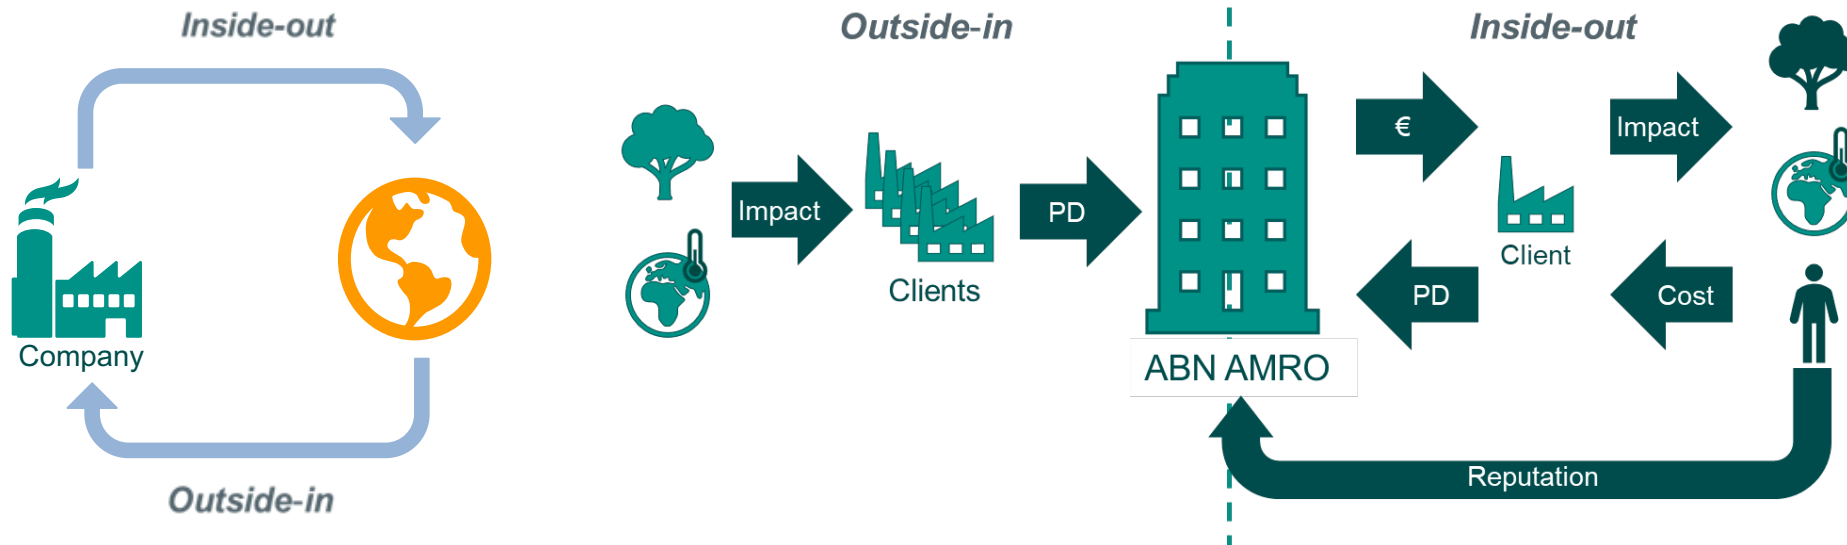 Inside-out
Company
Outside-in
Outside-in
Impact
Clients
PD
ABN AMRO
Inside-out
€
Impact
Client
PD
Cost
Reputation